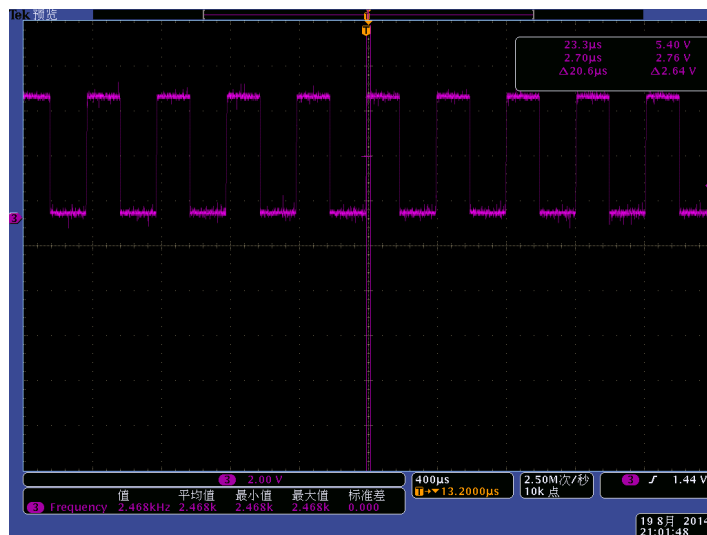 Tek 预览
T
23.3μs 5.40 V
2.70μs 2.76 V
Δ20.6μs Δ2.64 V
3
3 2.00 V
400μs
T→▼13.2000μs
2.50M次/秒
10k 点
3 1.44 V
值 平均值 最小值 最大值 标准差
3 Frequency 2.468kHz 2.468k 2.468k 2.468k 0.000
19 8月 2014
21:01:48